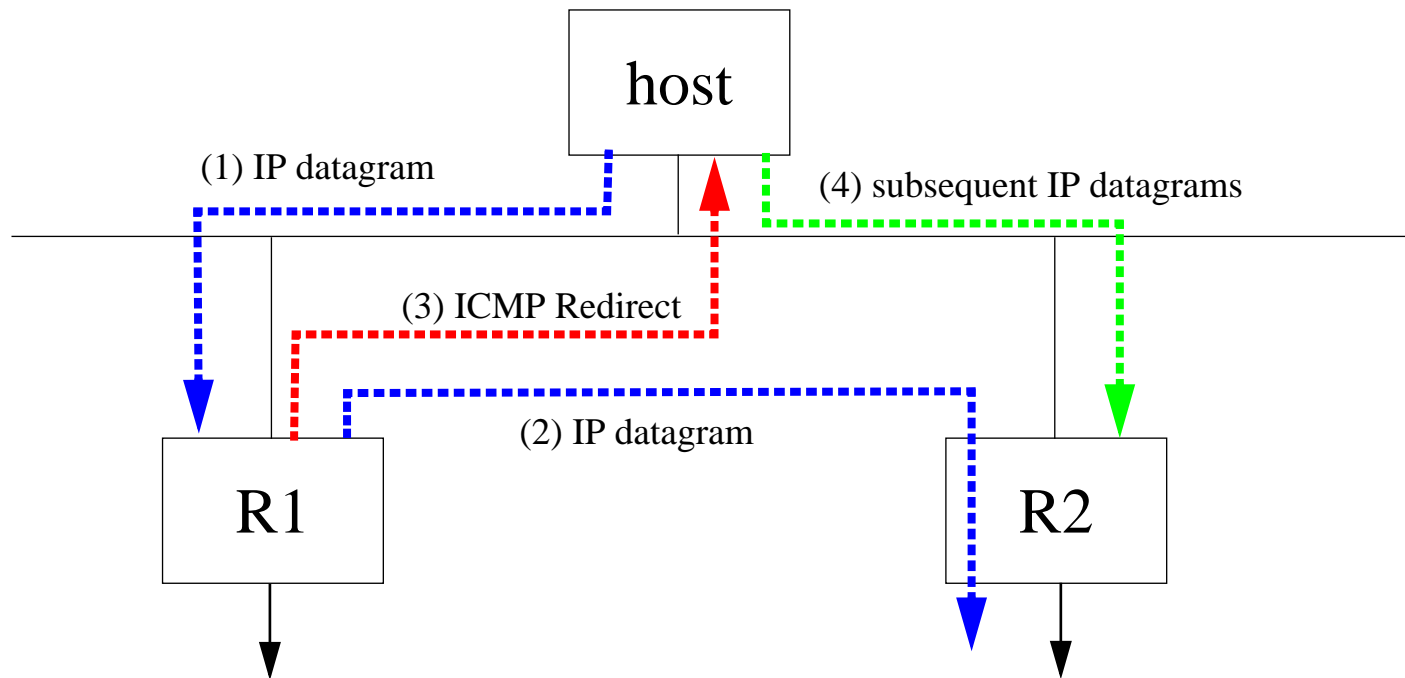 host
(1) IP datagram
(4) subsequent IP datagrams
(3) ICMP Redirect
(2) IP datagram
R1
R2